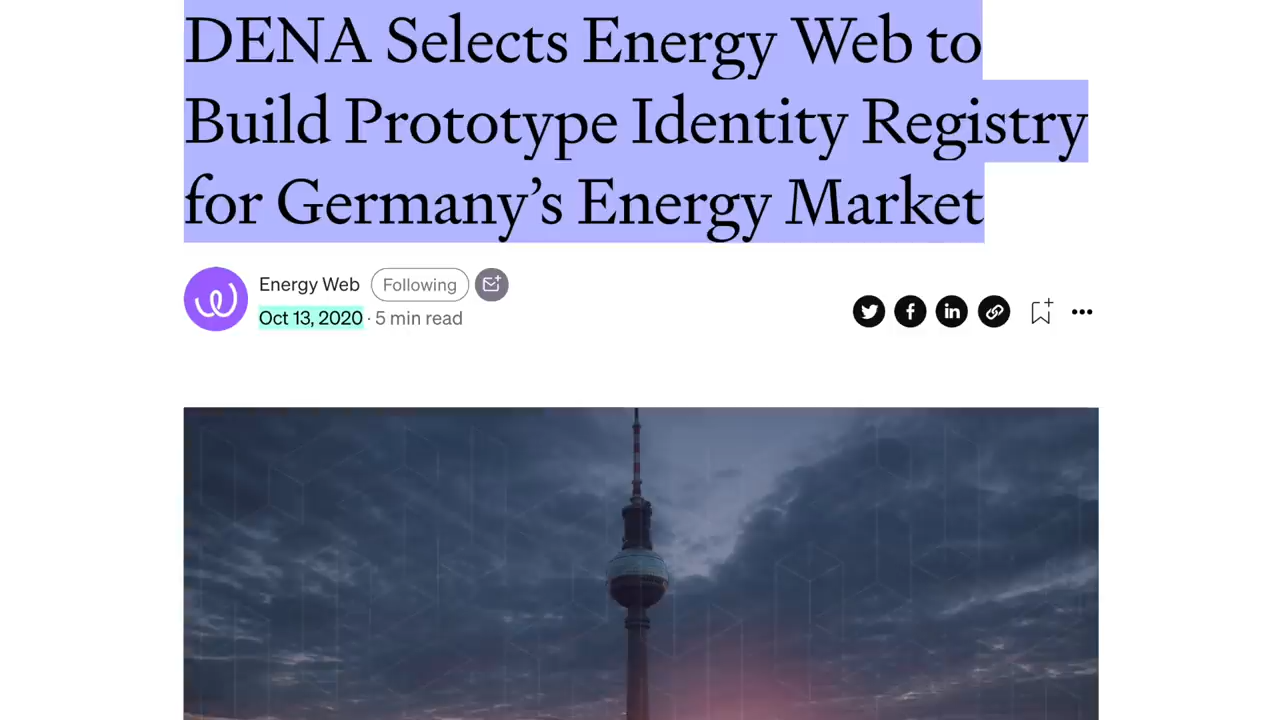 DENA Selects Energy Web to
Build Prototype Identity Registry
for Germany’s Energy Market
Energy Web Following
Oct 13, 2020 · 5 min read